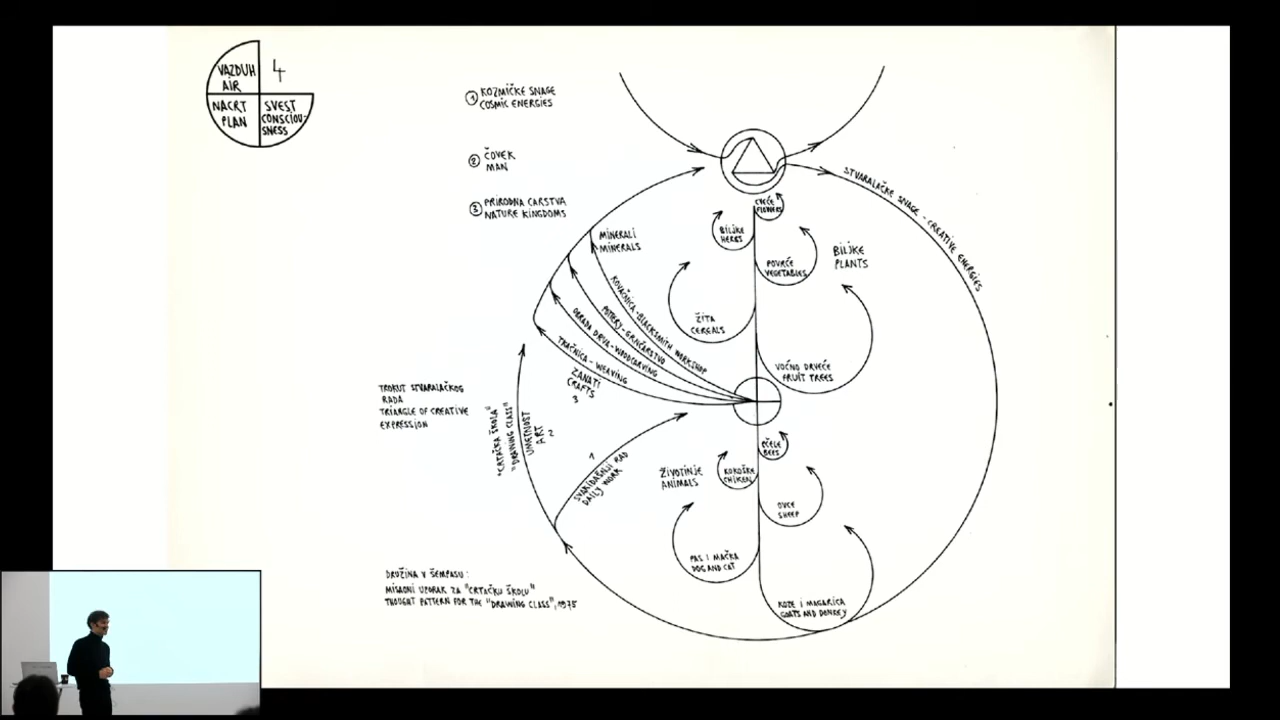 VAZDUH
AIR
4
NACRT
PLAN
SVEST
CONSCIOU-
SNESS
1 KOZMIČKE SNAGE
COSMIC ENERGIES
2 ČOVEK
MAN
3 PRIRODNA CARSTVA
NATURE KINGDOMS
STVARALAČKE SNAGE - CREATIVE ENERGIES
CVEĆE
FLOWERS
BILJKE
HERBS
POVRĆE
VEGETABLES
BILJKE
PLANTS
ŽITA
CEREALS
VOĆNO DRVEĆE
FRUIT TREES
MINERALI
MINERALS
KOVAČNICA - BLACKSMITH WORKSHOP
POTTERY - GRNČARSTVO
OBRADA DRVA - WOODCARVING
TKAČNICA - WEAVING
ZANATI
CRAFTS
3
TROKUT STVARALAČKOG
RADA
TRIANGLE OF CREATIVE
EXPRESSION
"CRTAČKA ŠKOLA"
"DRAWING CLASS"
UMETNOST
ART 2
1
SVAKIDAŠNJI RAD
DAILY WORK
PČELE
BEES
KOKOŠKE
CHIKEN
ŽIVOTINJE
ANIMALS
OVCE
SHEEP
PAS I MAČKA
DOG AND CAT
KOZE I MAGARICA
GOATS AND DONKEY
DRUŽINA V ŠEMPASU:
MISAONI UZORAK ZA "CRTAČKU ŠKOLU"
THOUGHT PATTERN FOR THE "DRAWING CLASS", 1975